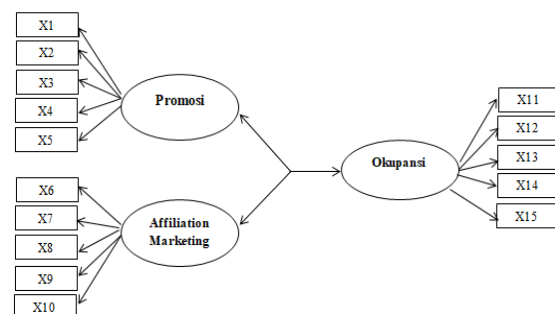 X1
X2
X3
X4
X5
Promosi
X6
X7
X8
X9
X10
Affiliation
Marketing
Okupansi
X11
X12
X13
X14
X15